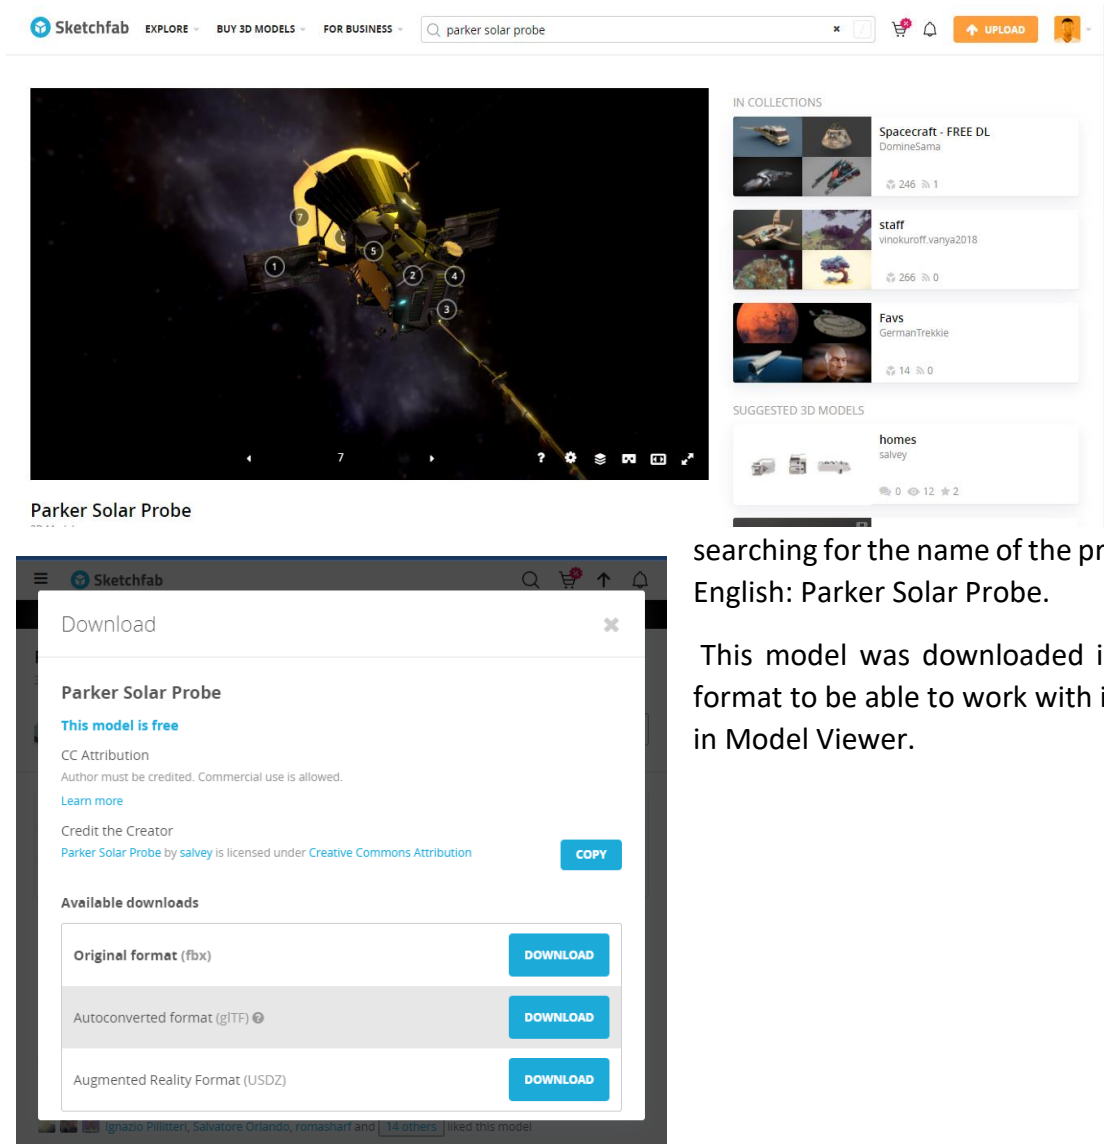 Sketchfab EXPLORE BUY 3D MODELS FOR BUSINESS parker solar probe / UPLOAD
IN COLLECTIONS
Spacecraft - FREE DL
DomineSama
246 1
staff
vinokuroff.vanya2018
266 0
Favs
GermanTrekkie
14 0
SUGGESTED 3D MODELS
homes
salvey
0 12 2
7
5
1
2
4
3
7 ?
Parker Solar Probe
searching for the name of the
English: Parker Solar Probe.
This model was downloaded
format to be able to work with
in Model Viewer.
Sketchfab
Download
Parker Solar Probe
This model is free
CC Attribution
Author must be credited. Commercial use is allowed.
Learn more
Credit the Creator
Parker Solar Probe by salvey is licensed under Creative Commons Attribution COPY
Available downloads
Original format (fbx) DOWNLOAD
Autoconverted format (glTF) ? DOWNLOAD
Augmented Reality Format (USDZ) DOWNLOAD
Ignazio Pillitteri, Salvatore Orlando, romasharf and 14 others liked this model